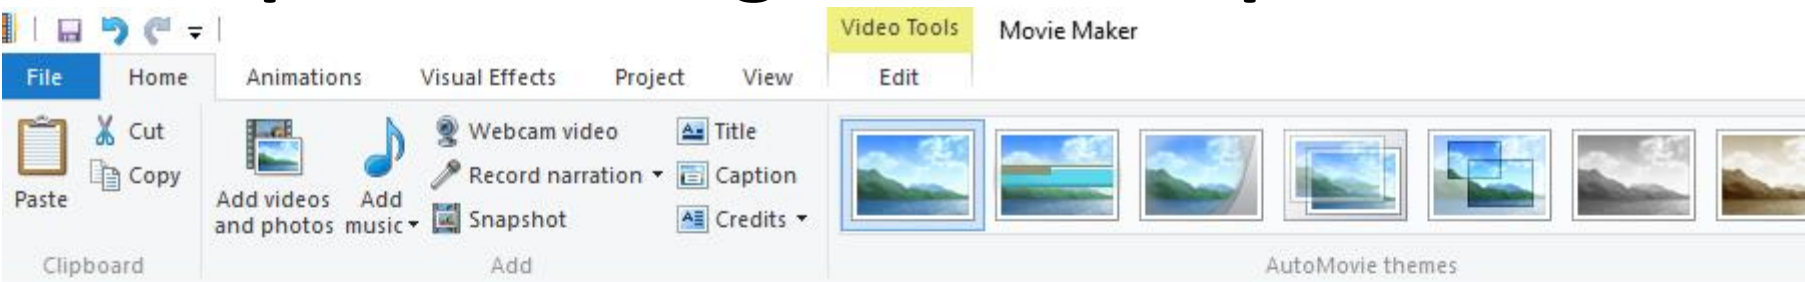 Video Tools Movie Maker
File Home Animations Visual Effects Project View Edit
Cut
Copy
Paste
Clipboard
Add videos
and photos
Add
music
Webcam video
Record narration
Snapshot
Title
Caption
Credits
Add
AutoMovie themes